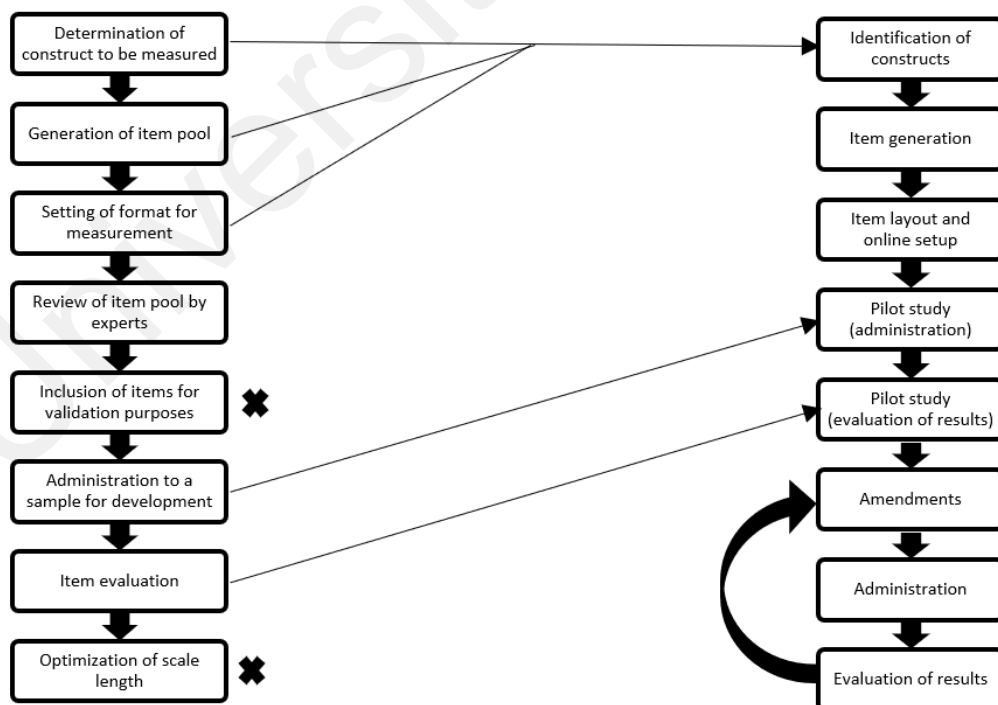 Determination of
construct to be measured
Generation of item pool
Setting of format for
measurement
Review of item pool by
experts
Inclusion of items for
validation purposes
Administration to a
sample for development
Item evaluation
Optimization of scale
length
Identification of
constructs
Item generation
Item layout and
online setup
Pilot study
(administration)
Pilot study
(evaluation of results)
Amendments
Administration
Evaluation of results
Universit